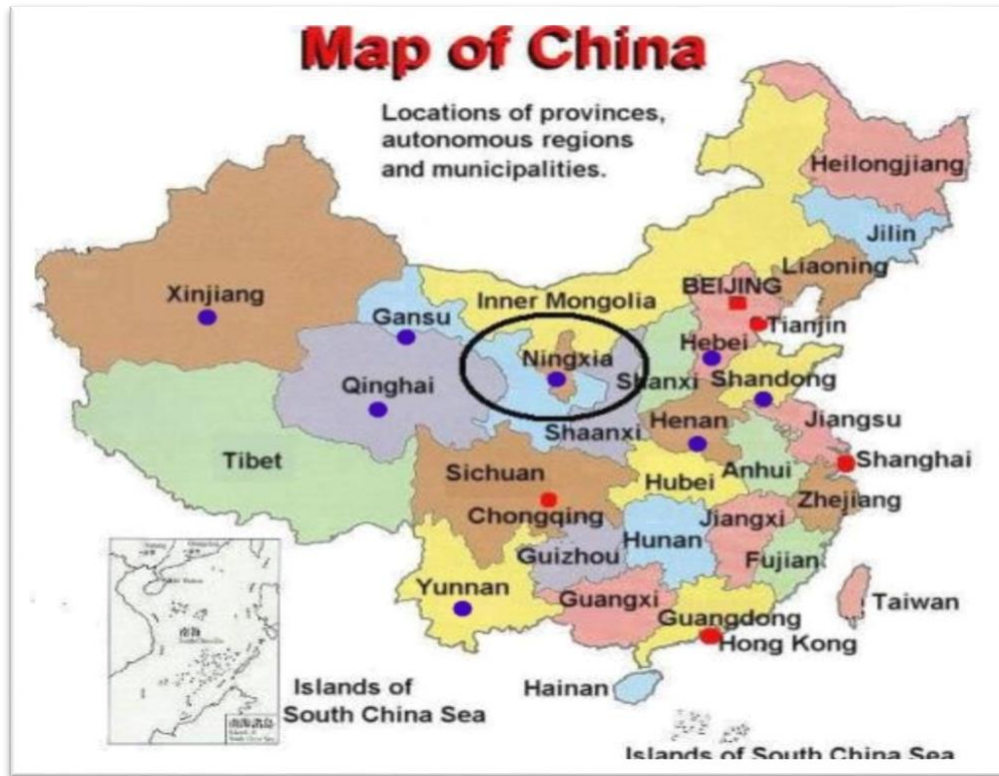 Map of China
Locations of provinces,
autonomous regions
and municipalities.
Heilongjiang
Jilin
Liaoning
Xinjiang
Inner Mongolia
BEIJING
Gansu
Tianjin
Hebei
Ningxia
Qinghai
Shanxi
Shandong
Henan
Jiangsu
Shaanxi
Tibet
Sichuan
Anhui
Shanghai
Hubei
Zhejiang
Chongqing
Jiangxi
Hunan
Guizhou
Fujian
Yunnan
Guangxi
Guangdong
Taiwan
Hong Kong
Hainan
Islands of
South China Sea
Islands of South China Sea